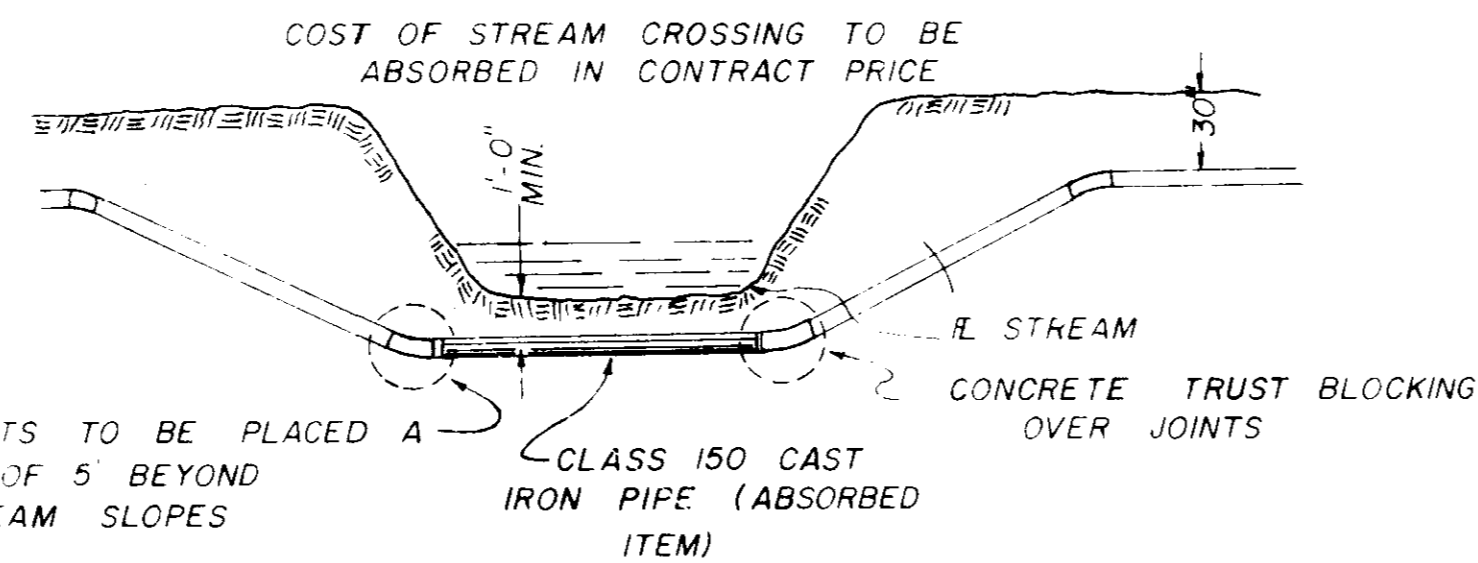 COST OF STREAM CROSSING TO BE
ABSORBED IN CONTRACT PRICE
1'-0"
MIN.
30"
℄ STREAM
CONCRETE TRUST BLOCKING
OVER JOINTS
TS TO BE PLACED A
OF 5' BEYOND
EAM SLOPES
CLASS 150 CAST
IRON PIPE (ABSORBED
ITEM)